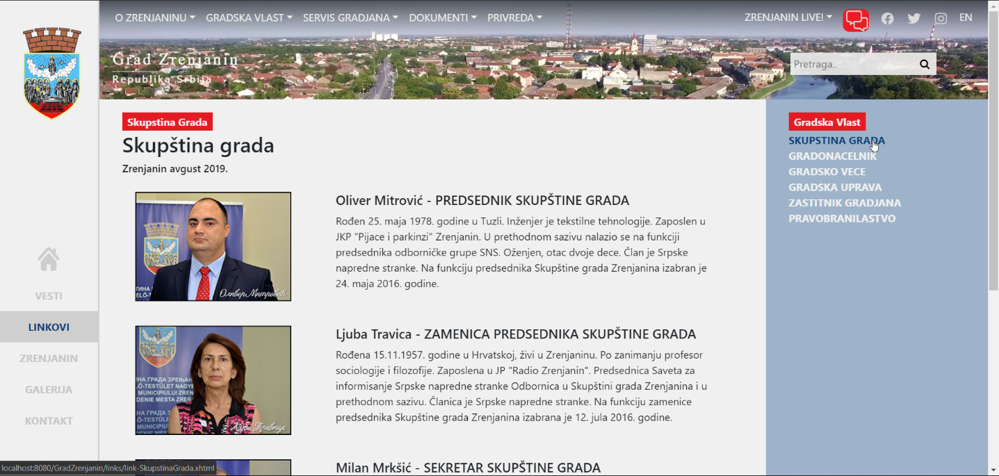 O ZRENJANINU
GRADSKA VLAST
SERVIS GRADJANA
DOKUMENTI
PRIVREDA
ZRENJANIN LIVE!
EN
Grad Zrenjanin
Republika Srbija
Pretraga..
VESTI
LINKOVI
ZRENJANIN
GALERIJA
KONTAKT
Skupstina Grada
Skupština grada
Zrenjanin avgust 2019.
Оливер Митровић
Oliver Mitrović - PREDSEDNIK SKUPŠTINE GRADA
Rođen 25. maja 1978. godine u Tuzli. Inženjer je tekstilne tehnologije. Zaposlen u
JKP "Pijace i parkinzi" Zrenjanin. U prethodnom sazivu nalazio se na funkciji
predsednika odborničke grupe SNS. Oženjen, otac dvoje dece. Član je Srpske
napredne stranke. Na funkciju predsednika Skupštine grada Zrenjanina izabran je
24. maja 2016. godine.
Љуба Травица
Ljuba Travica - ZAMENICA PREDSEDNIKA SKUPŠTINE GRADA
Rođena 15.11.1957. godine u Hrvatskoj, živi u Zrenjaninu. Po zanimanju profesor
sociologije i filozofije. Zaposlena u JP "Radio Zrenjanin". Predsednica Saveta za
informisanje Srpske napredne stranke Odbornica u Skupštini grada Zrenjanina i u
prethodnom sazivu. Članica je Srpske napredne stranke. Na funkciju zamenice
predsednika Skupštine grada Zrenjanina izabrana je 12. jula 2016. godine.
Milan Mrkšić - SEKRETAR SKUPŠTINE GRADA
Gradska Vlast
SKUPSTINA GRADA
GRADONACELNIK
GRADSKO VECE
GRADSKA UPRAVA
ZASTITNIK GRADJANA
PRAVOBRANILASTVO
localhost:8080/GradZrenjanin/links/link-SkupstinaGrada.xhtml